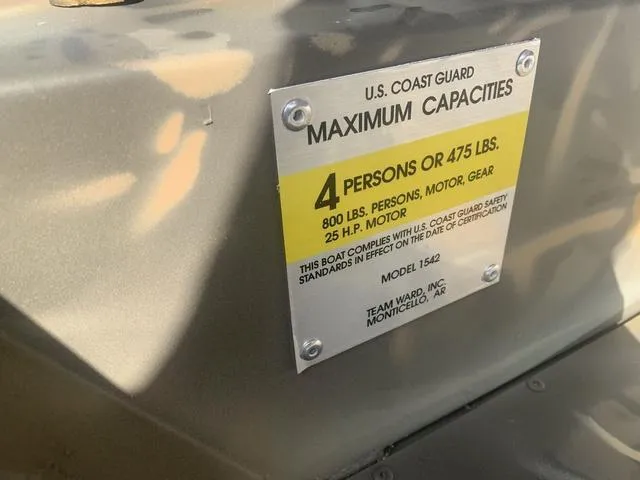 U.S. COAST GUARD
MAXIMUM CAPACITIES
4 PERSONS OR 475 LBS.
800 LBS. PERSONS, MOTOR, GEAR
25 H.P. MOTOR
THIS BOAT COMPLIES WITH U.S. COAST GUARD SAFETY
STANDARDS IN EFFECT ON THE DATE OF CERTIFICATION
MODEL 1542
TEAM WARD, INC.
MONTICELLO, AR